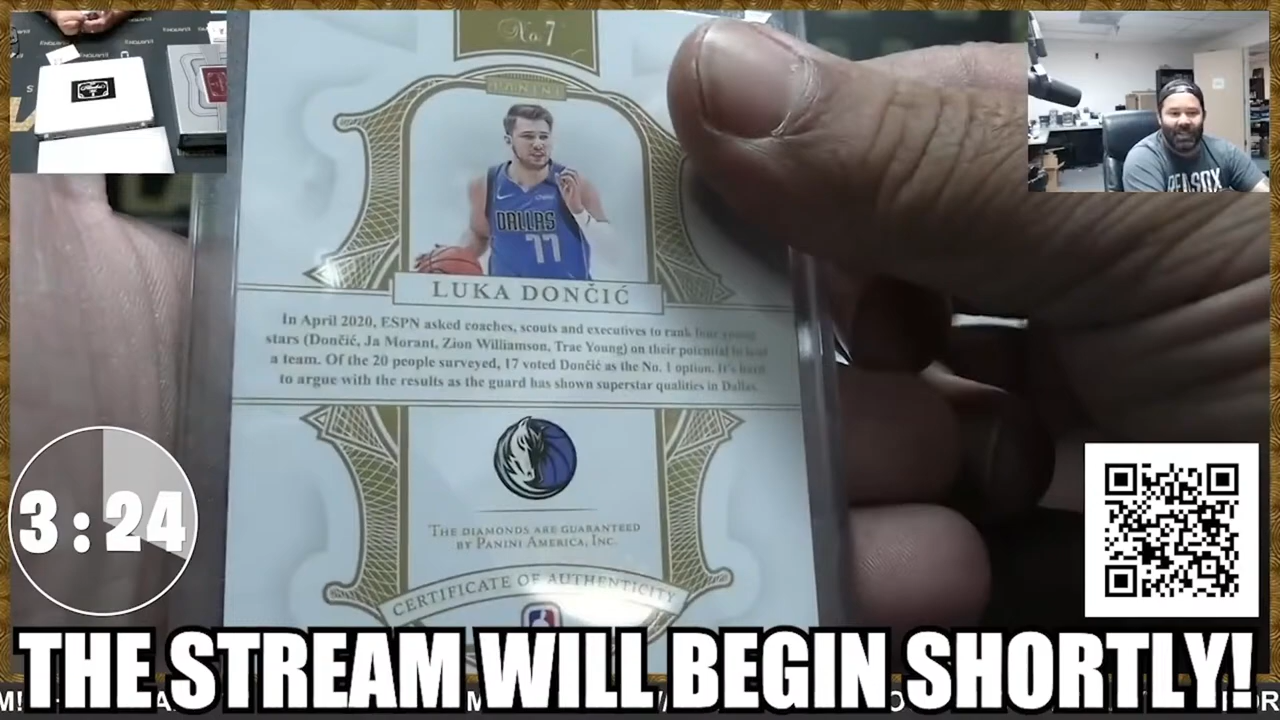 No. 7
PANINI
DALLAS
77
LUKA DONČIĆ
In April 2020, ESPN asked coaches, scouts and executives to rank four young
stars (Dončić, Ja Morant, Zion Williamson, Trae Young) on their potential to lead
a team. Of the 20 people surveyed, 17 voted Dončić as the No. 1 option. It's hard
to argue with the results as the guard has shown superstar qualities in Dallas.
THE DIAMONDS ARE GUARANTEED
BY PANINI AMERICA, INC.
CERTIFICATE OF AUTHENTICITY
3:24
THE STREAM WILL BEGIN SHORTLY!